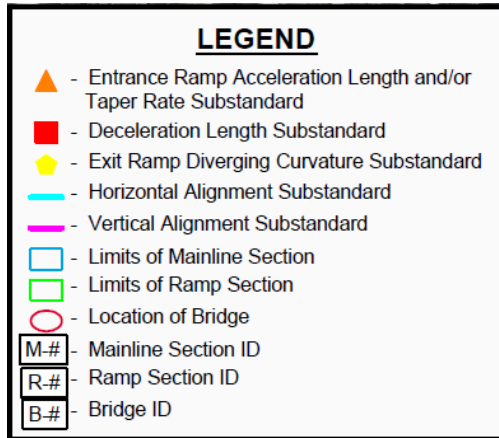 LEGEND
- Entrance Ramp Acceleration Length and/or
Taper Rate Substandard
- Deceleration Length Substandard
- Exit Ramp Diverging Curvature Substandard
- Horizontal Alignment Substandard
- Vertical Alignment Substandard
- Limits of Mainline Section
- Limits of Ramp Section
- Location of Bridge
M-# - Mainline Section ID
R-# - Ramp Section ID
B-# - Bridge ID